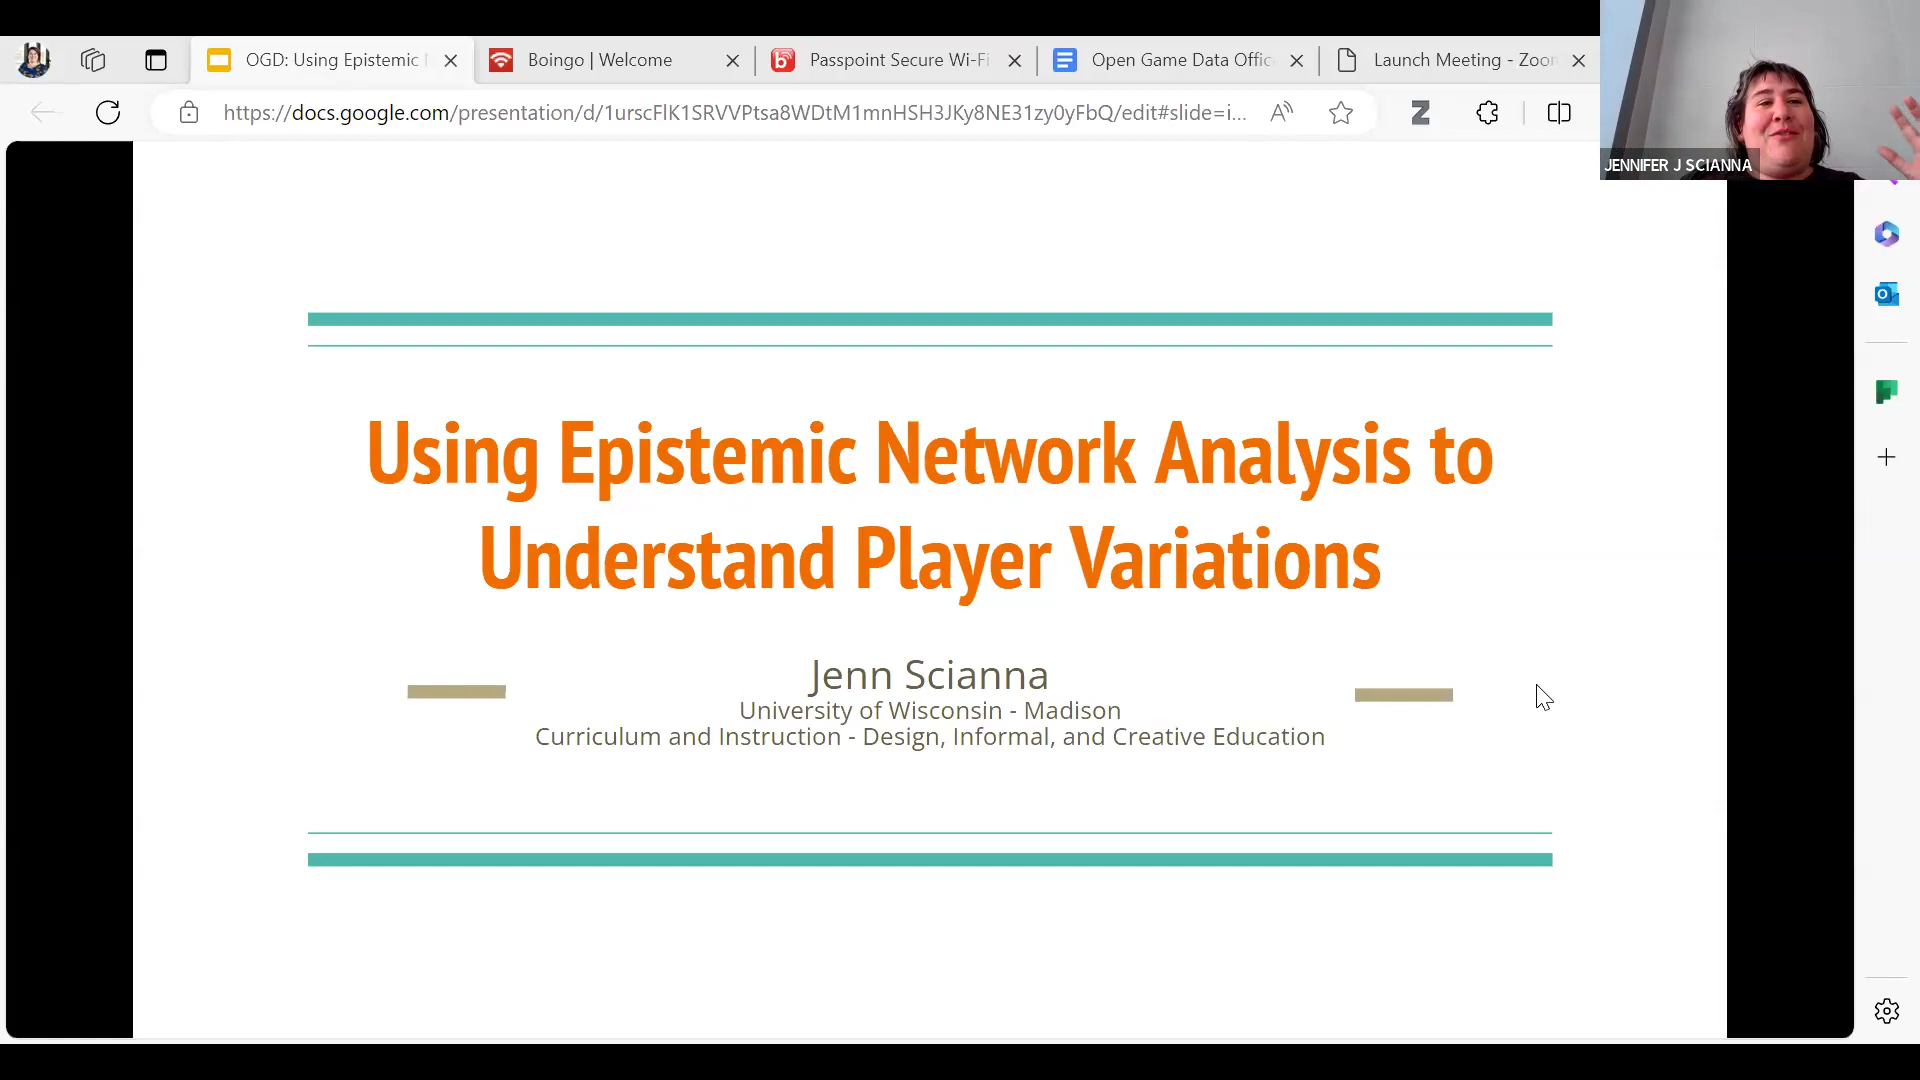 OGD: Using Epistemic
Boingo | Welcome
Passpoint Secure Wi-Fi
Open Game Data Offic
Launch Meeting - Zoom
https://docs.google.com/presentation/d/1urscFlK1SRVVPtsa8WDtM1mnHSH3JKy8NE31zy0yFbQ/edit#slide=i...
JENNIFER J SCIANNA
Using Epistemic Network Analysis to
Understand Player Variations
Jenn Scianna
University of Wisconsin - Madison
Curriculum and Instruction - Design, Informal, and Creative Education